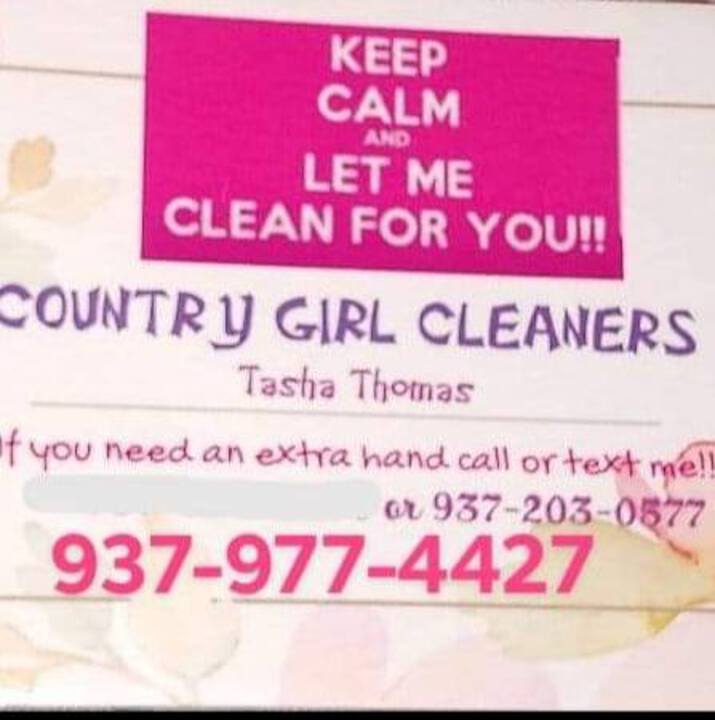 KEEP
CALM
AND
LET ME
CLEAN FOR YOU!!
COUNTRY GIRL CLEANERS
Tasha Thomas
If you need an extra hand call or text me!!
or 937-203-0577
937-977-4427